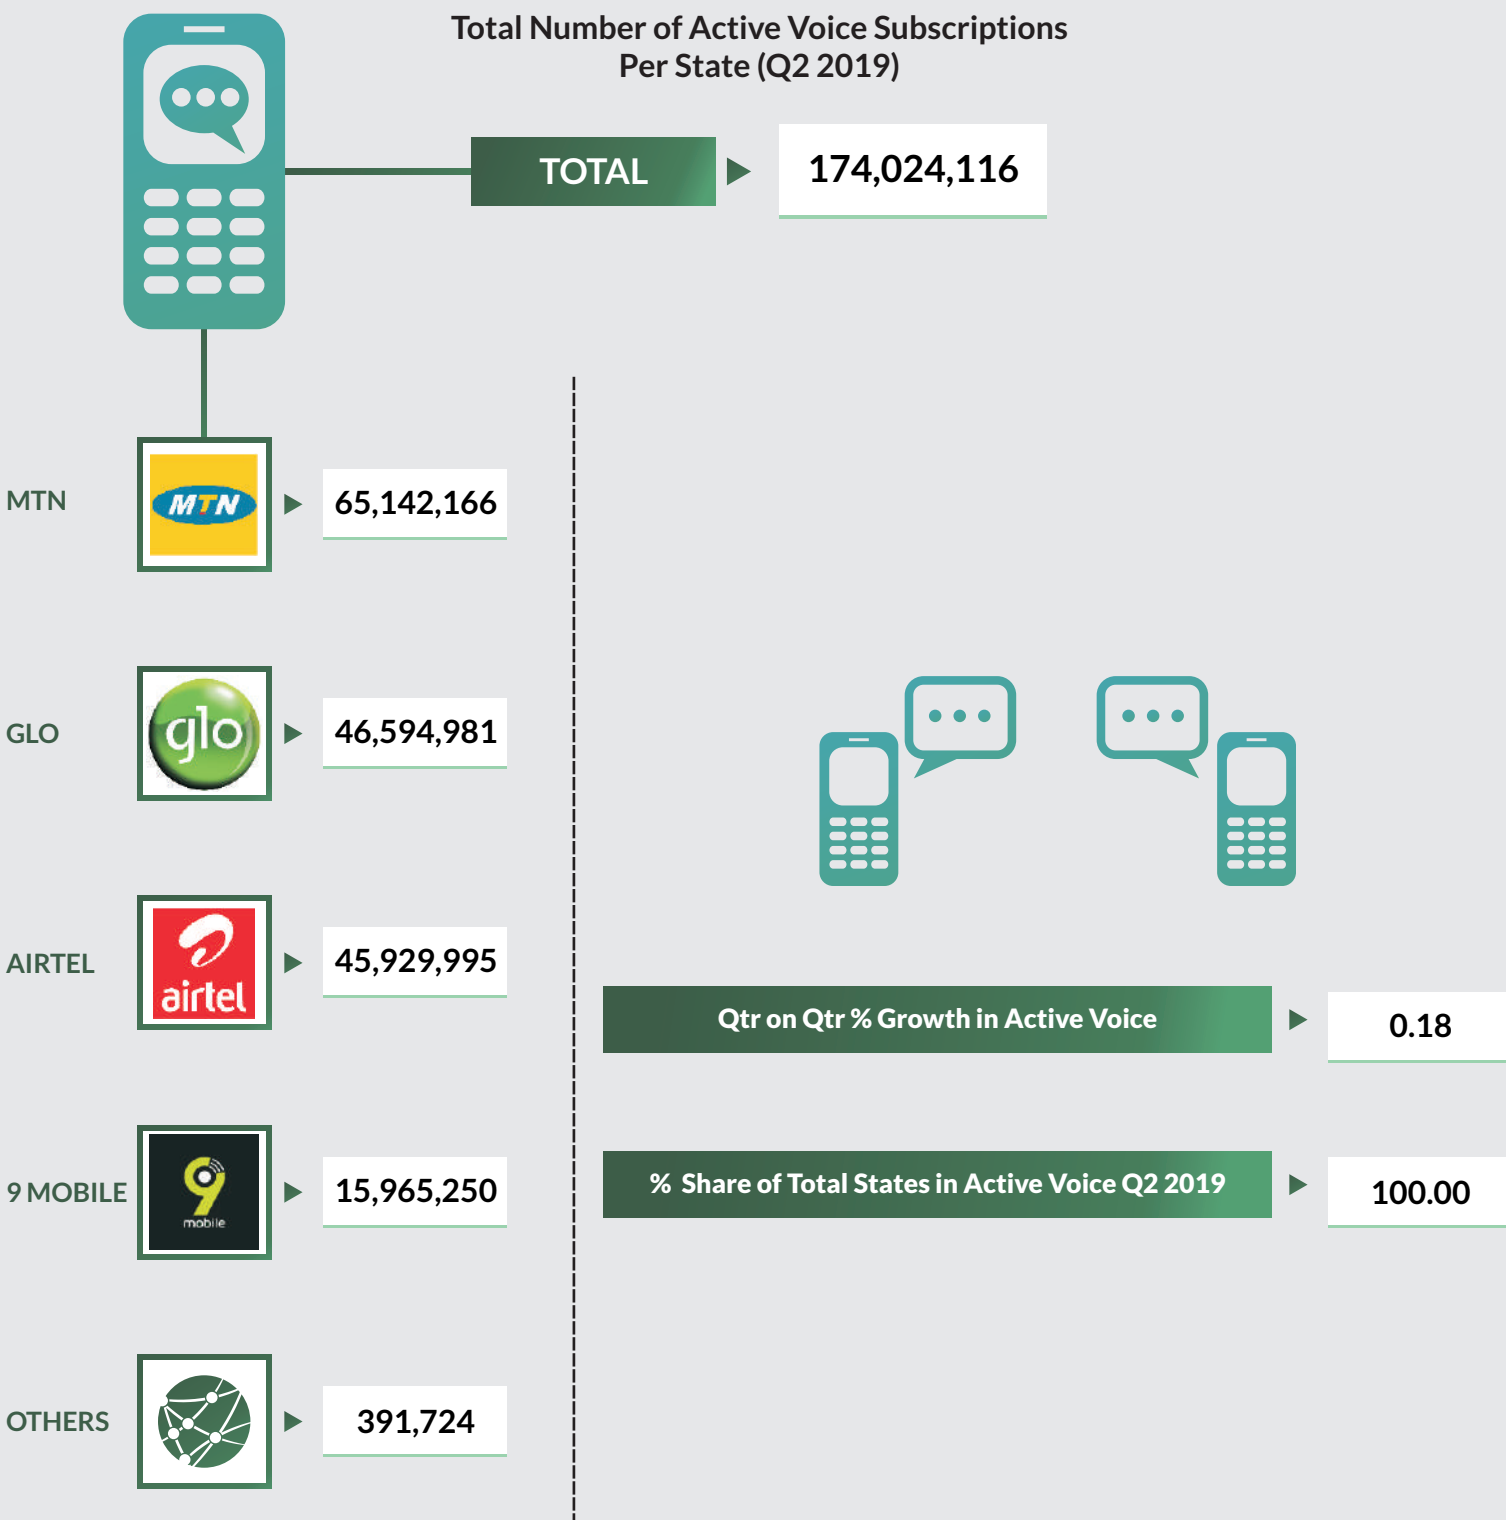 Total Number of Active Voice Subscriptions
Per State (Q2 2019)
TOTAL
174,024,116
MTN
MTN
65,142,166
GLO
glo
46,594,981
AIRTEL
airtel
45,929,995
9 MOBILE
9
mobile
15,965,250
OTHERS
391,724
Qtr on Qtr % Growth in Active Voice
0.18
% Share of Total States in Active Voice Q2 2019
100.00